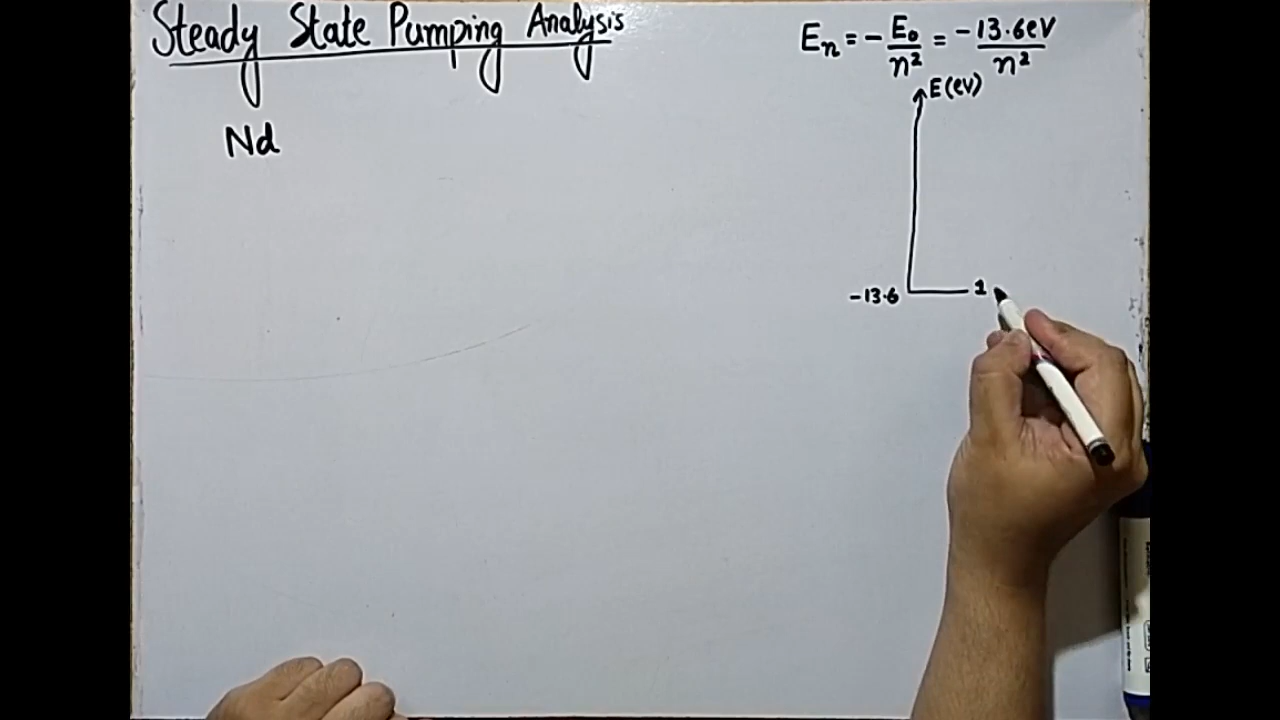 Steady State Pumping Analysis
Nd
En = - E₀/n² = -13.6eV/n²
E(eV)
-13.6
1